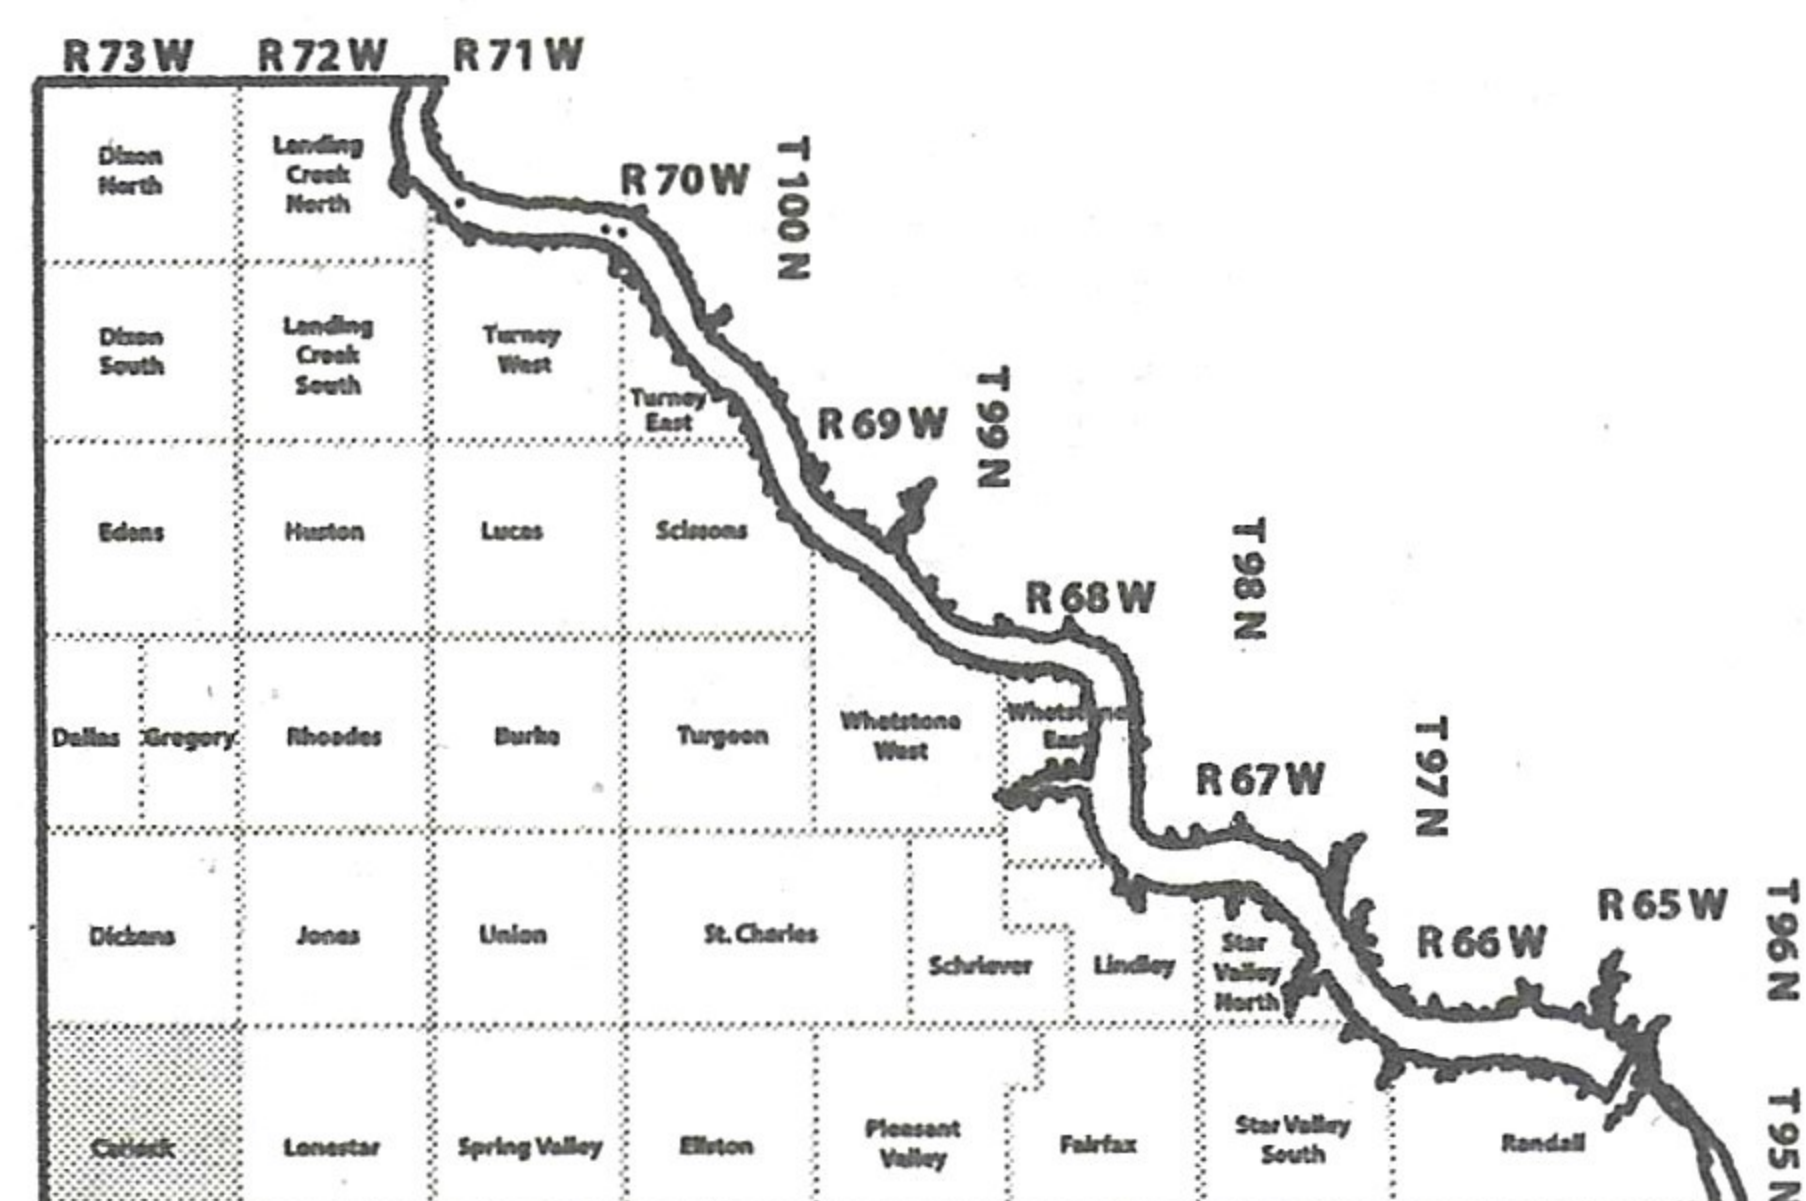 R 73 W R 72 W R 71 W
R 70 W
T 100 N
Dixon
North
Landing
Creek
North
Dixon
South
Landing
Creek
South
Turney
West
Turney
East
R 69 W
T 99 N
Edens
Huston
Lucas
Scissons
R 68 W
T 98 N
Dallas
Gregory
Rhoades
Burke
Turgeon
Whetstone
West
Whetstone
East
R 67 W
T 97 N
Dickens
Jones
Union
St. Charles
Schriever
Lindley
Star
Valley
North
R 66 W
R 65 W
T 96 N
Carlock
Lonestar
Spring Valley
Ellston
Pleasant
Valley
Fairfax
Star Valley
South
Randall
T 95 N